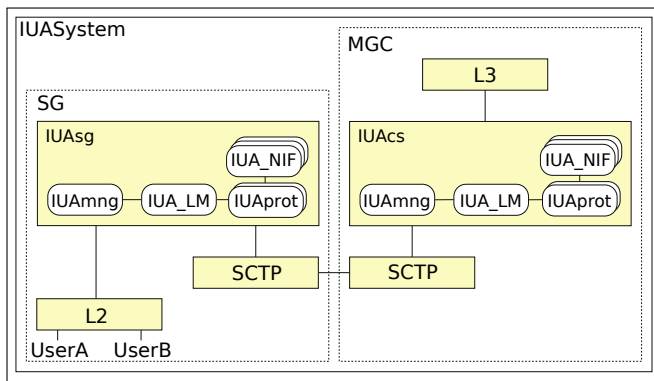 IUASystem
SG
IUAsg
IUA_NIF
IUAmng
IUA_LM
IUAprot
SCTP
L2
UserA
UserB
MGC
L3
IUAcs
IUA_NIF
IUAmng
IUA_LM
IUAprot
SCTP